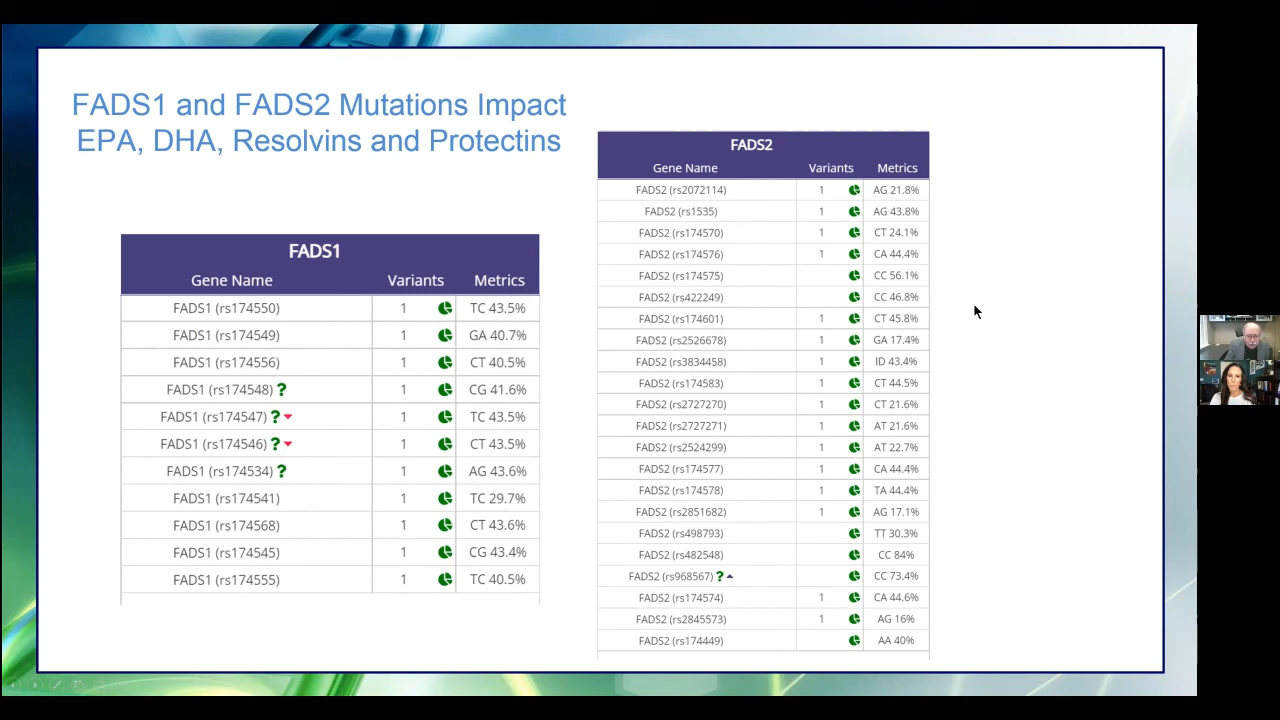 FADS1 and FADS2 Mutations Impact
EPA, DHA, Resolvins and Protectins
FADS1
Gene Name Variants Metrics
FADS1 (rs174550) 1 TC 43.5%
FADS1 (rs174549) 1 GA 40.7%
FADS1 (rs174556) 1 CT 40.5%
FADS1 (rs174548) ? 1 CG 41.6%
FADS1 (rs174547) ? 1 TC 43.5%
FADS1 (rs174546) ? 1 CT 43.5%
FADS1 (rs174534) ? 1 AG 43.6%
FADS1 (rs174541) 1 TC 29.7%
FADS1 (rs174568) 1 CT 43.6%
FADS1 (rs174545) 1 CG 43.4%
FADS1 (rs174555) 1 TC 40.5%
FADS2
Gene Name Variants Metrics
FADS2 (rs2072114) 1 AG 21.8%
FADS2 (rs1535) 1 AG 43.8%
FADS2 (rs174570) 1 CT 24.1%
FADS2 (rs174576) 1 CA 44.4%
FADS2 (rs174575) CC 56.1%
FADS2 (rs422249) CC 46.8%
FADS2 (rs174601) 1 CT 45.8%
FADS2 (rs2526678) 1 GA 17.4%
FADS2 (rs3834458) 1 ID 43.4%
FADS2 (rs174583) 1 CT 44.5%
FADS2 (rs2727270) 1 CT 21.6%
FADS2 (rs2727271) 1 AT 21.6%
FADS2 (rs2524299) 1 AT 22.7%
FADS2 (rs174577) 1 CA 44.4%
FADS2 (rs174578) 1 TA 44.4%
FADS2 (rs2851682) 1 AG 17.1%
FADS2 (rs498793) TT 30.3%
FADS2 (rs482548) CC 84%
FADS2 (rs968567) ? CC 73.4%
FADS2 (rs174574) 1 CA 44.6%
FADS2 (rs2845573) 1 AG 16%
FADS2 (rs174449) AA 40%